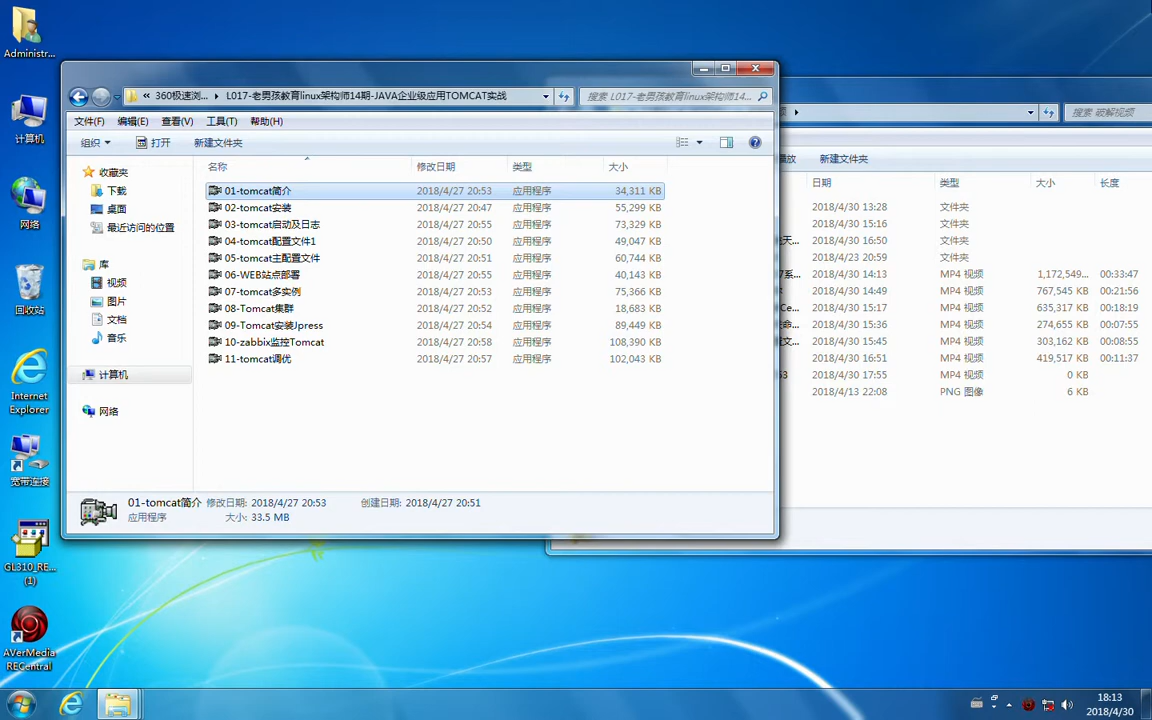 Administr...
计算机
网络
回收站
Internet
Explorer
宽带连接
GL310_RE...
(1)
AVerMedia
RECentral
« 360极速浏... ▸ L017-老男孩教育linux架构师14期-JAVA企业级应用TOMCAT实战
搜索 L017-老男孩教育linux架构师14...
文件(F) 编辑(E) 查看(V) 工具(T) 帮助(H)
组织 打开 新建文件夹
收藏夹
下载
桌面
最近访问的位置
库
视频
图片
文档
音乐
计算机
网络
名称 修改日期 类型 大小
01-tomcat简介 2018/4/27 20:53 应用程序 34,311 KB
02-tomcat安装 2018/4/27 20:47 应用程序 55,299 KB
03-tomcat启动及日志 2018/4/27 20:55 应用程序 73,329 KB
04-tomcat配置文件1 2018/4/27 20:50 应用程序 49,047 KB
05-tomcat主配置文件 2018/4/27 20:51 应用程序 60,744 KB
06-WEB站点部署 2018/4/27 20:55 应用程序 40,143 KB
07-tomcat多实例 2018/4/27 20:53 应用程序 75,366 KB
08-Tomcat集群 2018/4/27 20:52 应用程序 18,683 KB
09-Tomcat安装Jpress 2018/4/27 20:54 应用程序 89,449 KB
10-zabbix监控Tomcat 2018/4/27 20:58 应用程序 108,390 KB
11-tomcat调优 2018/4/27 20:57 应用程序 102,043 KB
01-tomcat简介 修改日期: 2018/4/27 20:53 创建日期: 2018/4/27 20:51
应用程序 大小: 33.5 MB
搜索 破解视频
播放 新建文件夹
日期 类型 大小 长度
2018/4/30 13:28 文件夹
2018/4/30 15:16 文件夹
天... 2018/4/30 16:50 文件夹
2018/4/23 20:59 文件夹
7系... 2018/4/30 14:13 MP4 视频 1,172,549... 00:33:47
2018/4/30 14:49 MP4 视频 767,545 KB 00:21:56
Ce... 2018/4/30 15:17 MP4 视频 635,317 KB 00:18:19
命... 2018/4/30 15:36 MP4 视频 274,655 KB 00:07:55
文... 2018/4/30 15:45 MP4 视频 303,162 KB 00:08:55
2018/4/30 16:51 MP4 视频 419,517 KB 00:11:37
53 2018/4/30 17:55 MP4 视频 0 KB
2018/4/13 22:08 PNG 图像 6 KB
18:13
2018/4/30